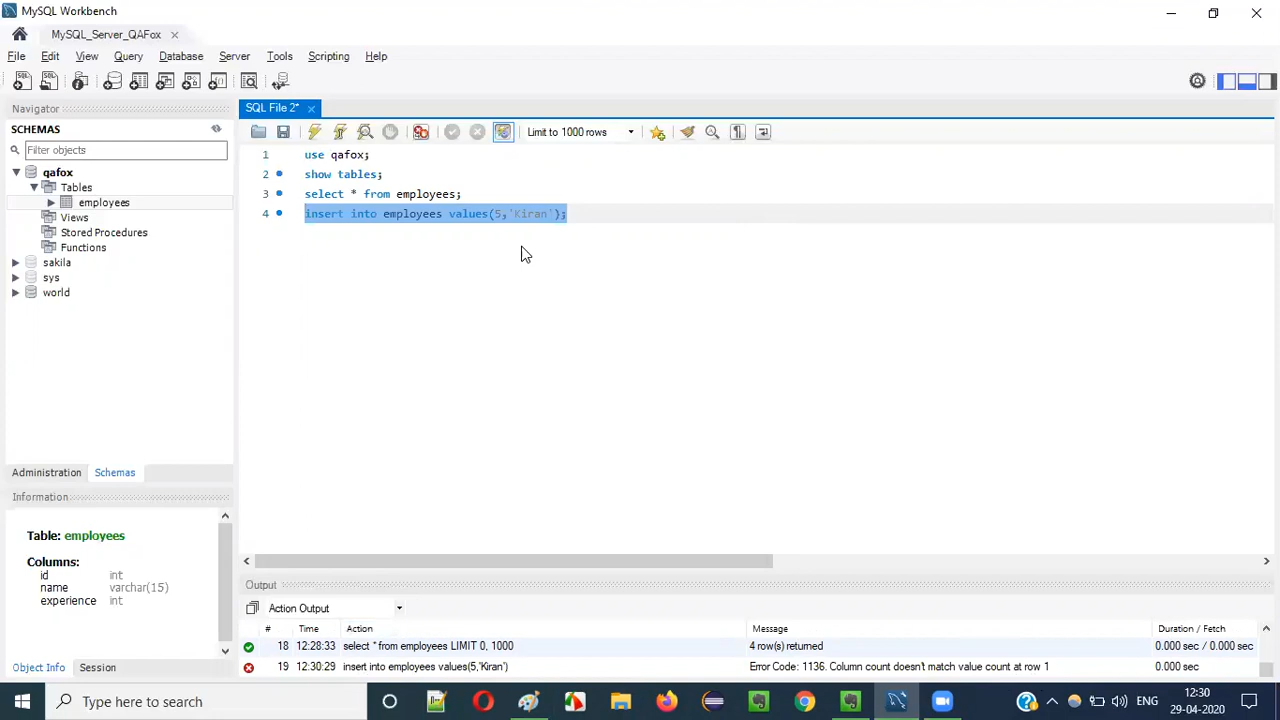 MySQL Workbench
MySQL_Server_QAFox
File Edit View Query Database Server Tools Scripting Help
Navigator
SCHEMAS
Filter objects
qafox
Tables
employees
Views
Stored Procedures
Functions
sakila
sys
world
Administration Schemas
Information
Table: employees
Columns:
id int
name varchar(15)
experience int
Object Info Session
SQL File 2*
Limit to 1000 rows
1 use qafox;
2 show tables;
3 select * from employees;
4 insert into employees values(5,'Kiran');
Output
Action Output
# Time Action Message Duration / Fetch
18 12:28:33 select * from employees LIMIT 0, 1000 4 row(s) returned 0.000 sec / 0.000 sec
19 12:30:29 insert into employees values(5,'Kiran') Error Code: 1136. Column count doesn't match value count at row 1 0.000 sec
Type here to search
ENG
12:30
29-04-2020